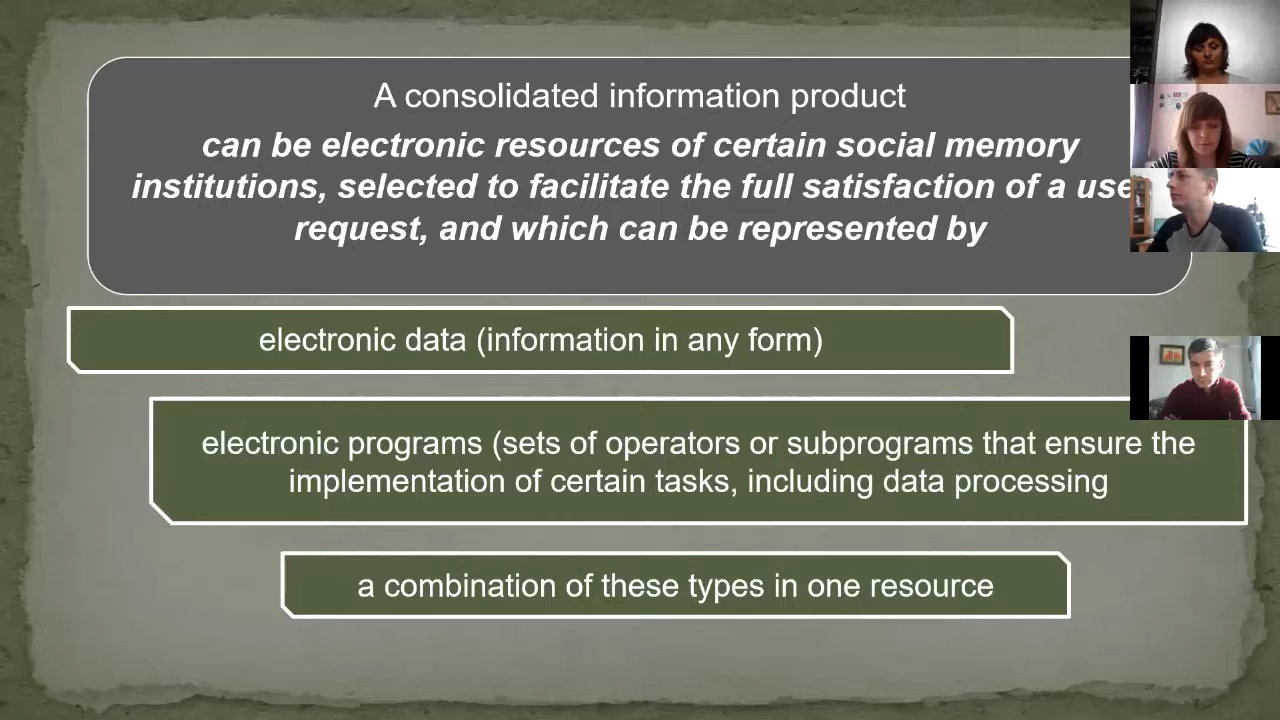 A consolidated information product
can be electronic resources of certain social memory
institutions, selected to facilitate the full satisfaction of a
request, and which can be represented by
electronic data (information in any form)
electronic programs (sets of operators or subprograms that ensure the
implementation of certain tasks, including data processing
a combination of these types in one resource